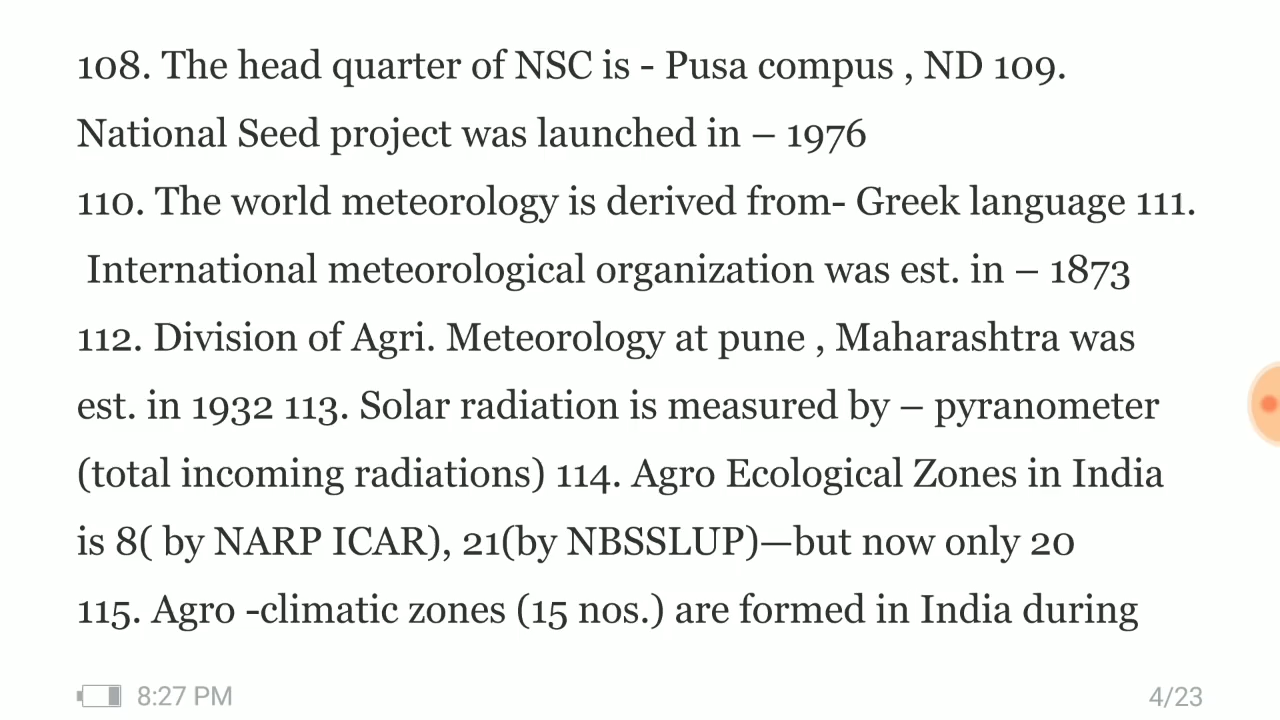 108. The head quarter of NSC is - Pusa compus , ND 109.
National Seed project was launched in – 1976
110. The world meteorology is derived from- Greek language 111.
International meteorological organization was est. in – 1873
112. Division of Agri. Meteorology at pune , Maharashtra was
est. in 1932 113. Solar radiation is measured by – pyranometer
(total incoming radiations) 114. Agro Ecological Zones in India
is 8( by NARP ICAR), 21(by NBSSLUP)—but now only 20
115. Agro -climatic zones (15 nos.) are formed in India during
8:27 PM
4/23